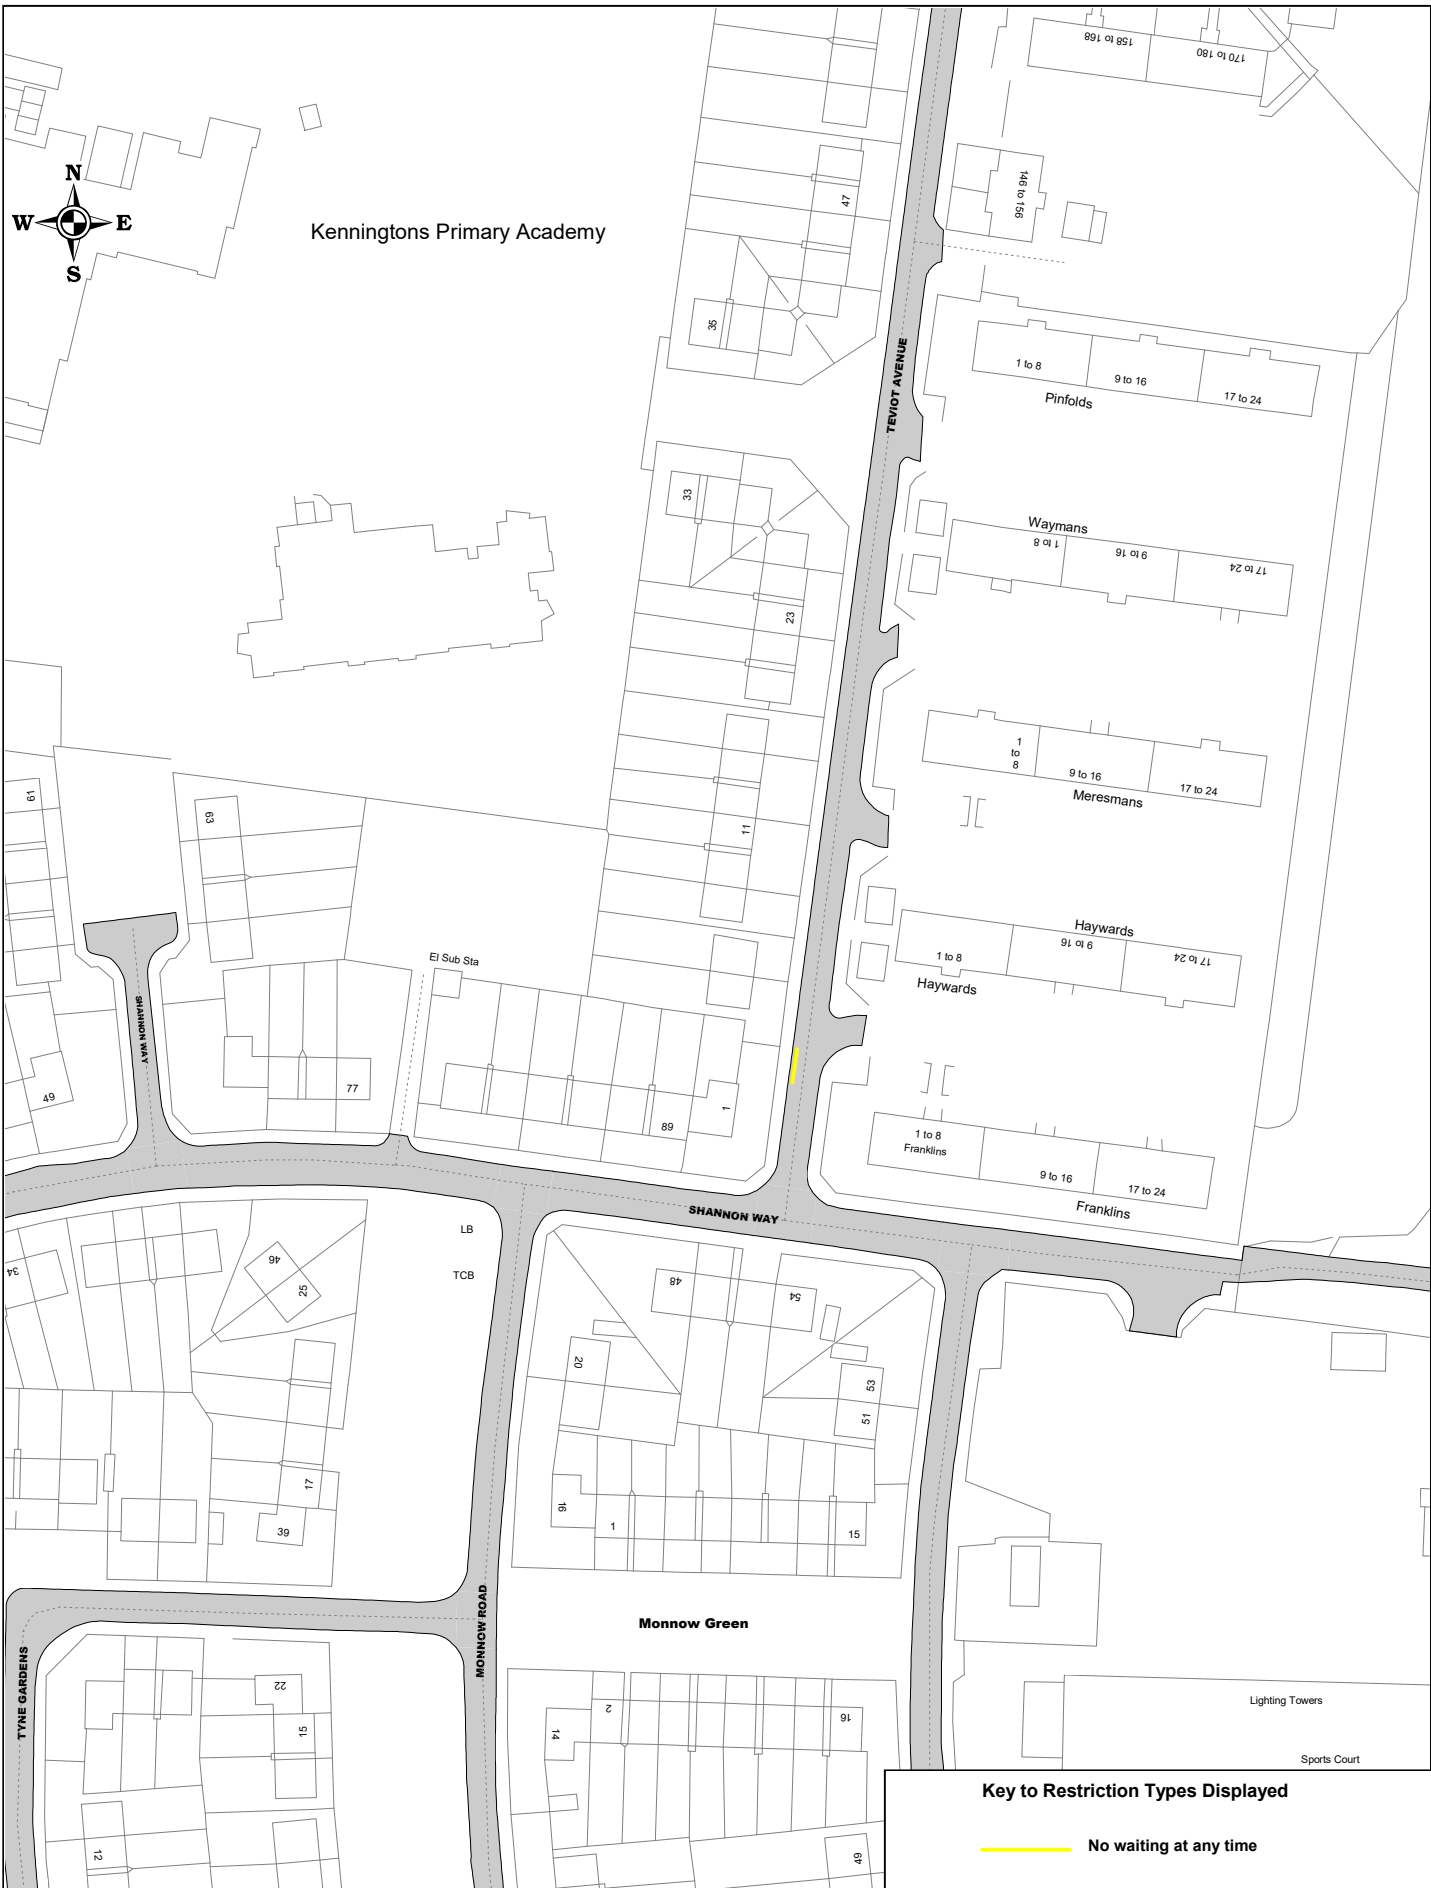 158 to 168
170 to 180
N
W E
S
146 to 156
47
Kenningtons Primary Academy
35
TEVIOT AVENUE
1 to 8
9 to 16
17 to 24
Pinfolds
33
Waymans
1 to 8
9 to 16
17 to 24
23
1
to
8
9 to 16
17 to 24
Meresmans
61
63
11
Haywards
1 to 8
9 to 16
17 to 24
Haywards
El Sub Sta
SHANNON WAY
49
77
89
1
1 to 8
Franklins
9 to 16
17 to 24
Franklins
SHANNON WAY
LB
TCB
34
46
25
48
54
20
53
51
17
39
16
1
15
MONNOW ROAD
Monnow Green
TYNE GARDENS
22
15
14
2
16
12
49
Lighting Towers
Sports Court
Key to Restriction Types Displayed
No waiting at any time